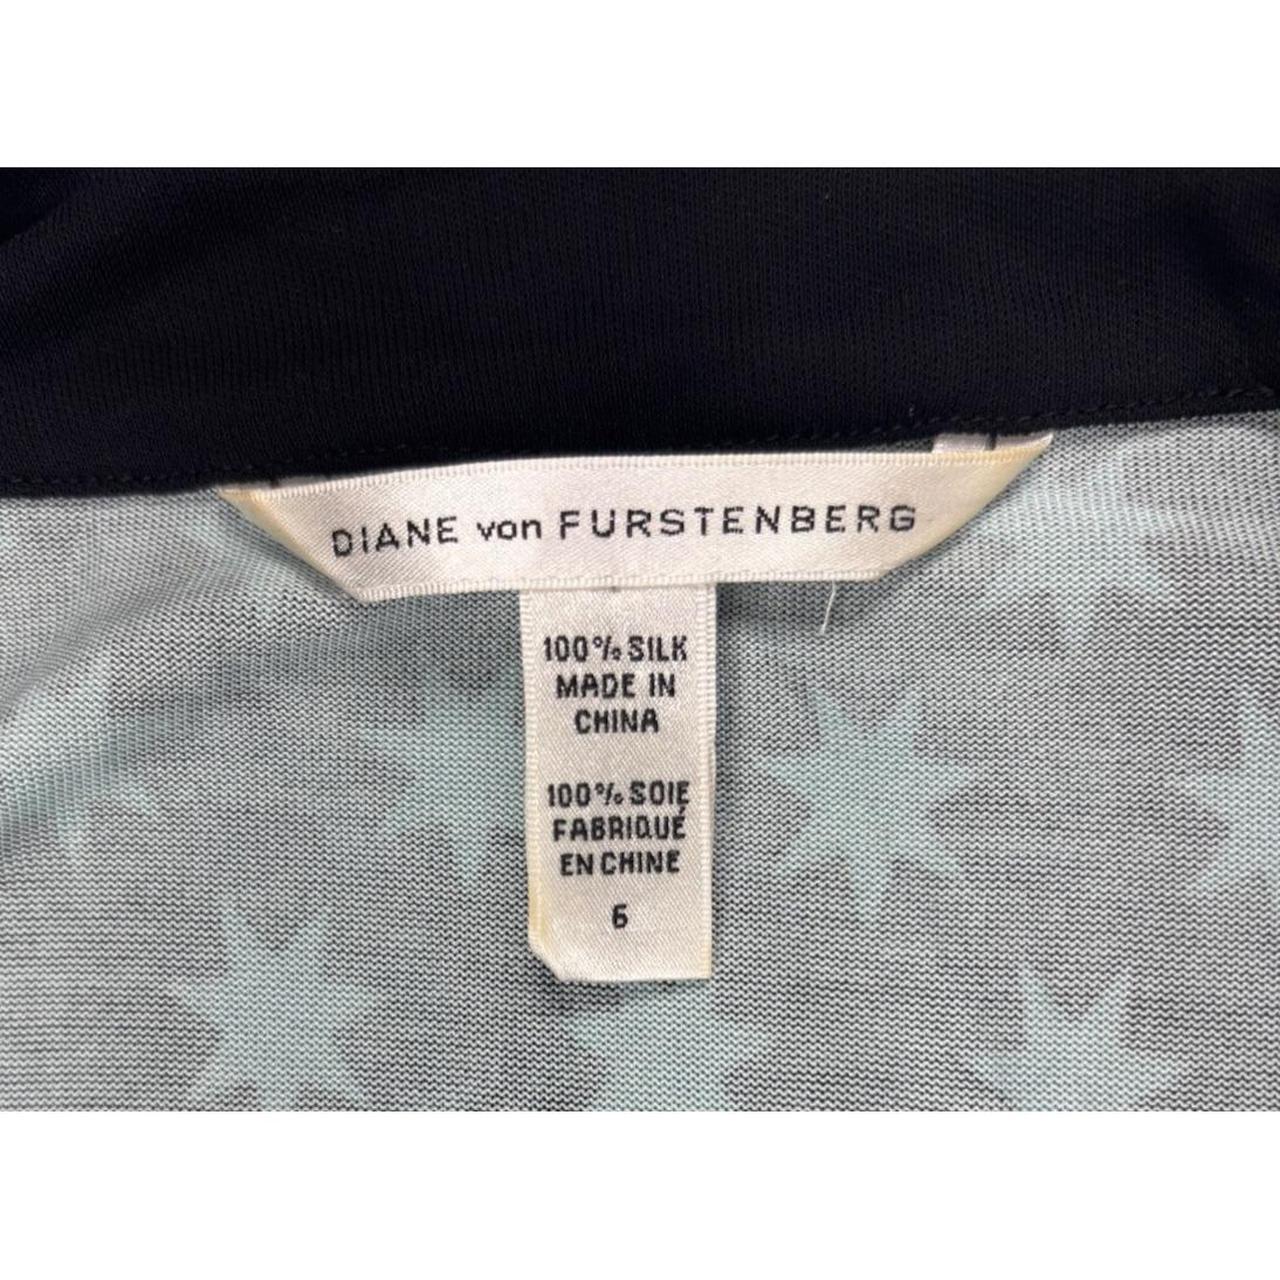 DIANE von FURSTENBERG
100% SILK
MADE IN
CHINA
100% SOIE
FABRIQUÉ
EN CHINE
6